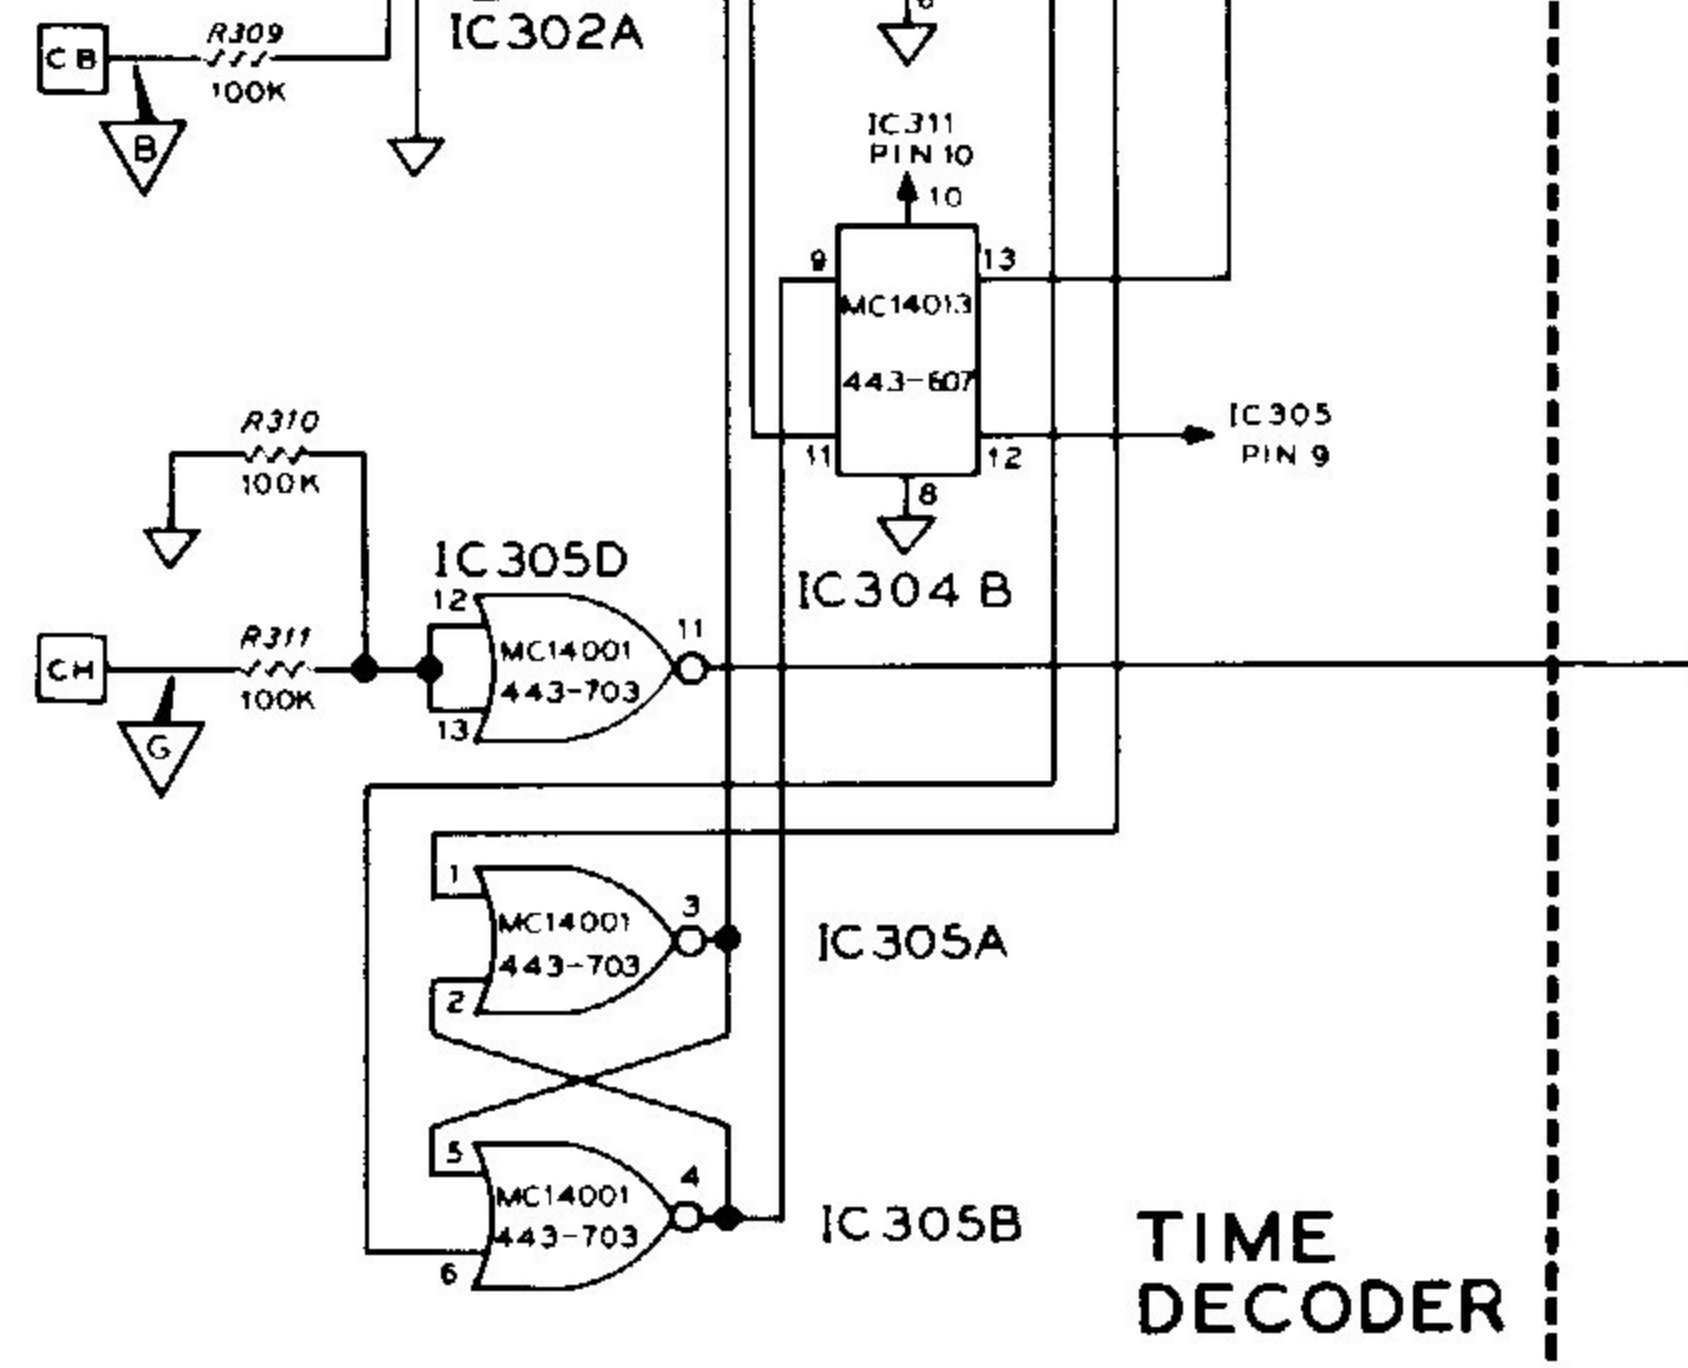 IC302A
R309
CB
100K
B
IC311
PIN 10
10
9
13
MC14013
443-607
11
12
IC305
PIN 9
8
IC304 B
R310
100K
IC305D
12
11
R311
CH
MC14001
443-703
100K
13
G
1
3
MC14001
443-703
IC305A
2
5
4
MC14001
443-703
IC305B
6
TIME
DECODER